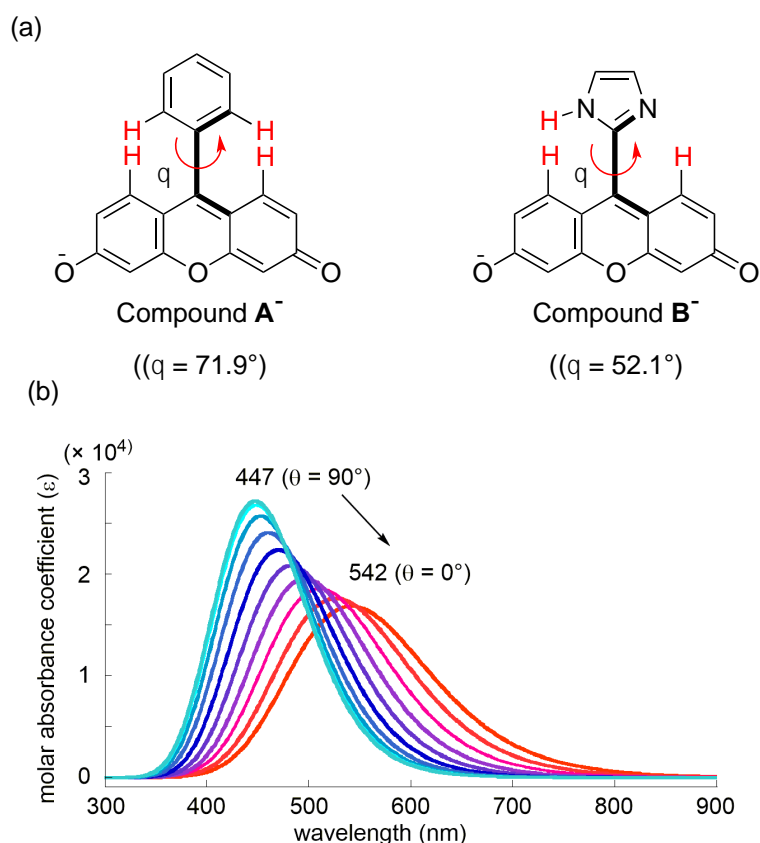 (a)
H H
H H
q
O
-
O
O
N
H
N
H H
q
O
-
O
O
Compound A⁻ Compound B⁻
((q = 71.9°) ((q = 52.1°)
(b)
(× 10⁴)
447 (θ = 90°)
542 (θ = 0°)
molar absorbance coefficient (ε)
3
2
1
0
300 400 500 600 700 800 900
wavelength (nm)